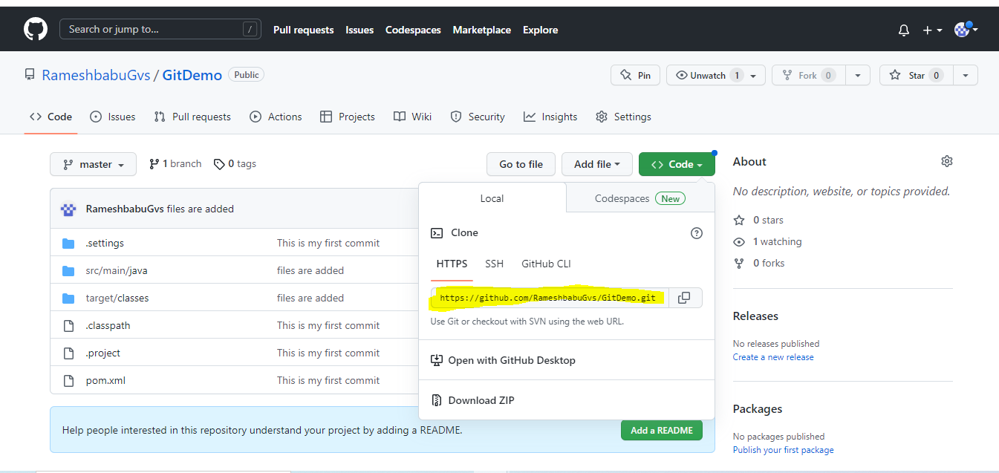 Search or jump to... /
Pull requests Issues Codespaces Marketplace Explore
RameshbabuGvs / GitDemo Public
Pin Unwatch 1 Fork 0 Star 0
Code Issues Pull requests Actions Projects Wiki Security Insights Settings
master 1 branch 0 tags
Go to file Add file Code
RameshbabuGvs files are added
.settings This is my first commit
src/main/java files are added
target/classes files are added
.classpath This is my first commit
.project This is my first commit
pom.xml This is my first commit
Local Codespaces New
Clone
HTTPS SSH GitHub CLI
https://github.com/RameshbabuGvs/GitDemo.git
Use Git or checkout with SVN using the web URL.
Open with GitHub Desktop
Download ZIP
Help people interested in this repository understand your project by adding a README. Add a README
About
No description, website, or topics provided.
0 stars
1 watching
0 forks
Releases
No releases published
Create a new release
Packages
No packages published
Publish your first package